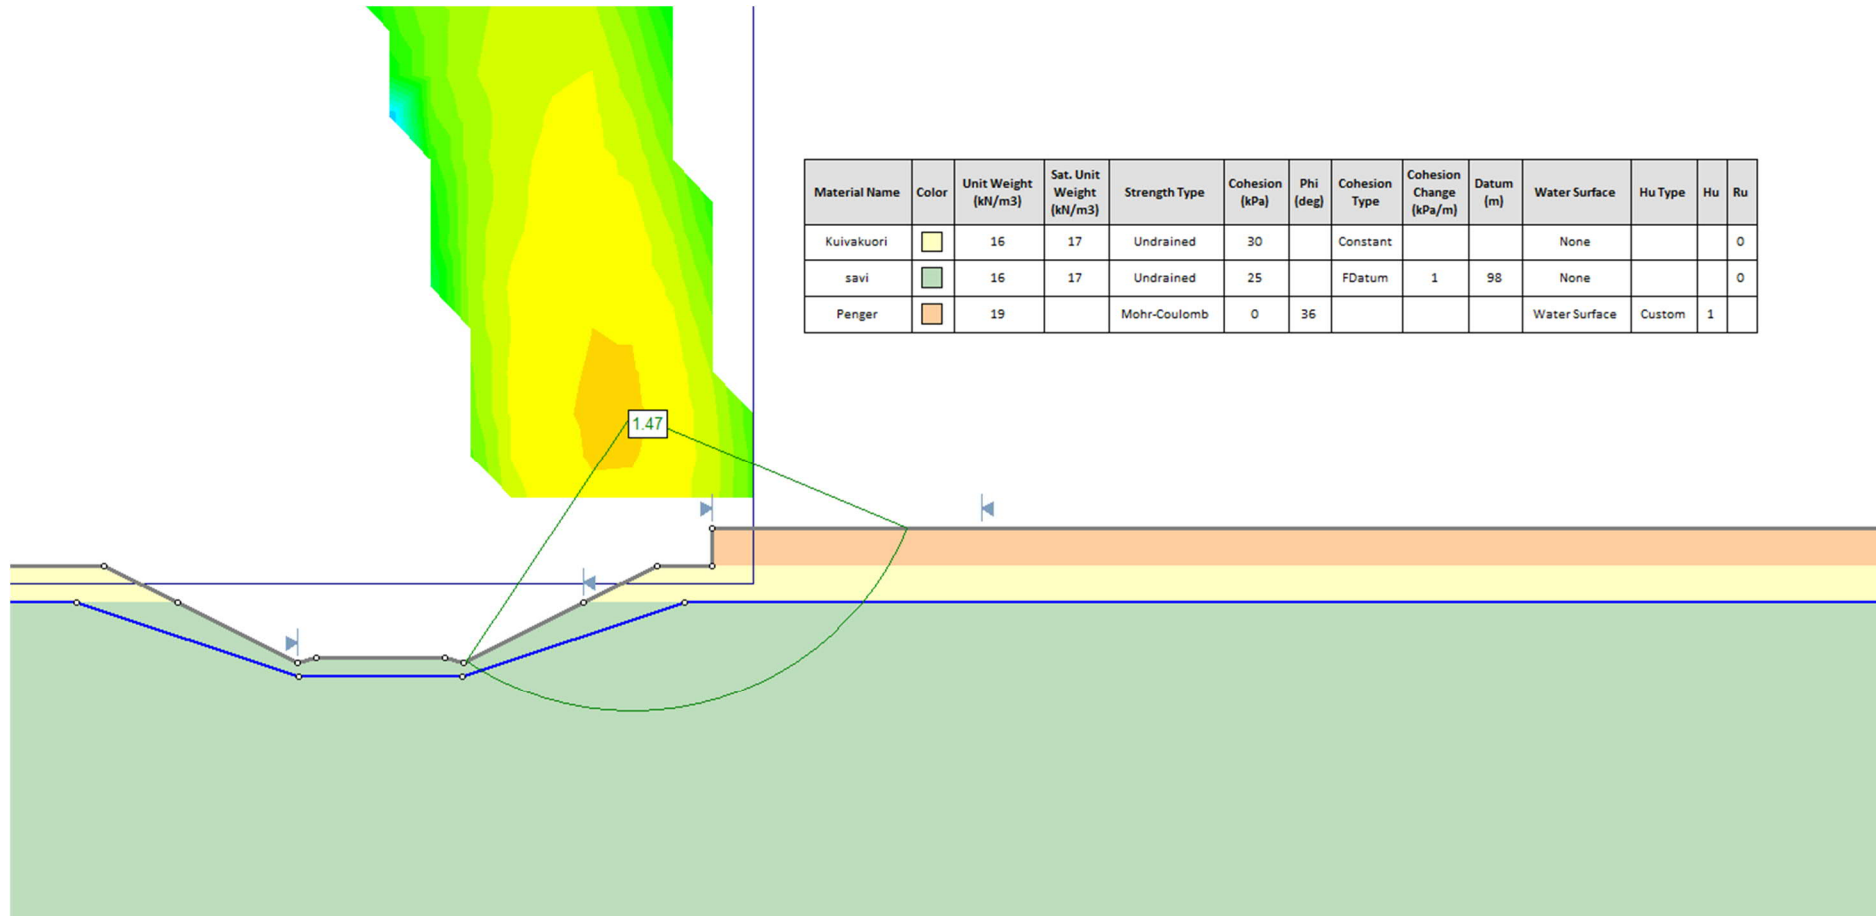 Material Name Color Unit Weight (kN/m3) Sat. Unit Weight (kN/m3) Strength Type Cohesion (kPa) Phi (deg) Cohesion Type Cohesion Change (kPa/m) Datum (m) Water Surface Hu Type Hu Ru
Kuivakuori 16 17 Undrained 30 Constant None 0
savi 16 17 Undrained 25 FDatum 1 98 None 0
Penger 19 Mohr-Coulomb 0 36 Water Surface Custom 1
1.47